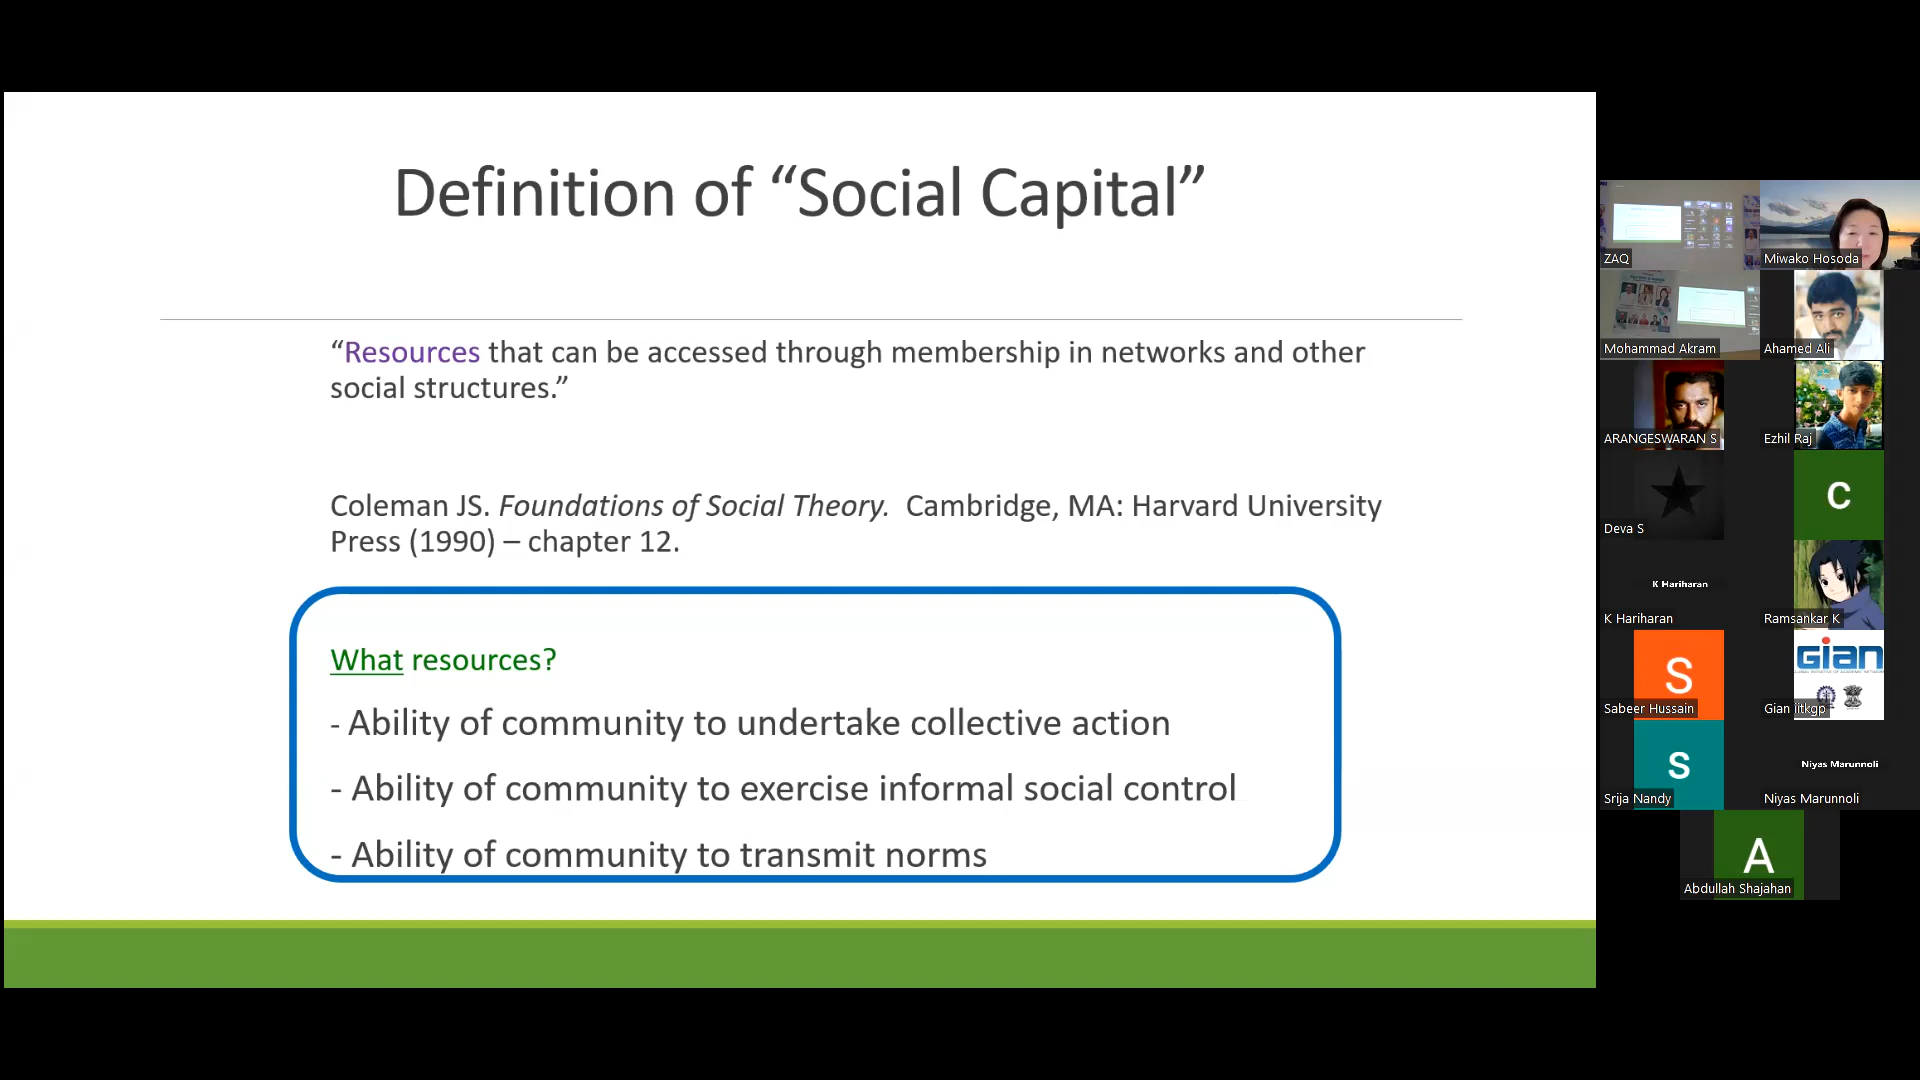 Definition of “Social Capital”
“Resources that can be accessed through membership in networks and other
social structures.”
Coleman JS. Foundations of Social Theory.  Cambridge, MA: Harvard University
Press (1990) – chapter 12.
What resources?
- Ability of community to undertake collective action
- Ability of community to exercise informal social control
- Ability of community to transmit norms
ZAQ
Miwako Hosoda
Mohammad Akram
Ahamed Ali
ARANGESWARAN S
Ezhil Raj
Deva S
C
K Hariharan
K Hariharan
Ramsankar K
S
Sabeer Hussain
Gian
Gian iitkgp
S
Srija Nandy
Niyas Marunnoli
Niyas Marunnoli
A
Abdullah Shajahan